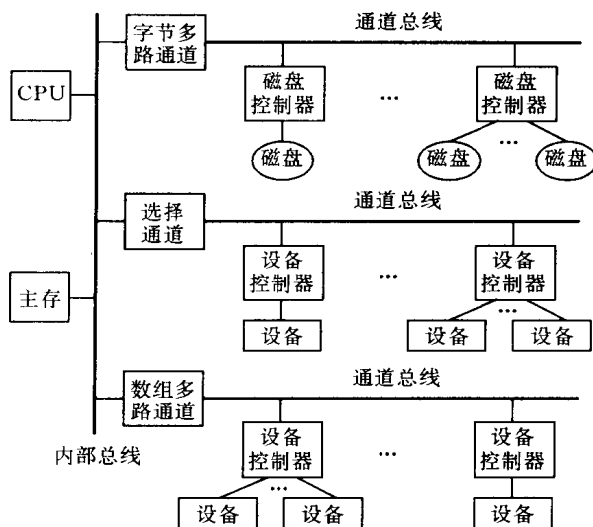 字节多
路通道
通道总线
CPU
磁盘
控制器
…
磁盘
控制器
磁盘
磁盘
…
磁盘
选择
通道
通道总线
主存
设备
控制器
…
设备
控制器
设备
设备
…
设备
数组多
路通道
通道总线
内部总线
设备
控制器
…
设备
控制器
设备
…
设备
设备